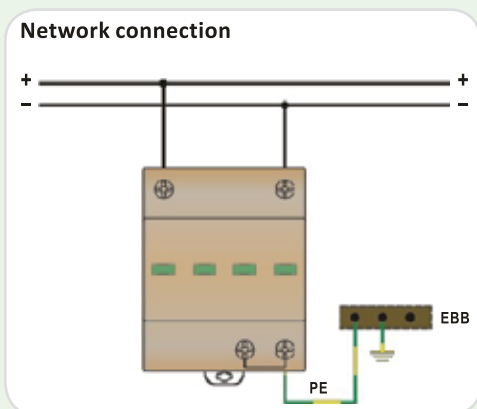 Network connection
+ +
– –
EBB
PE